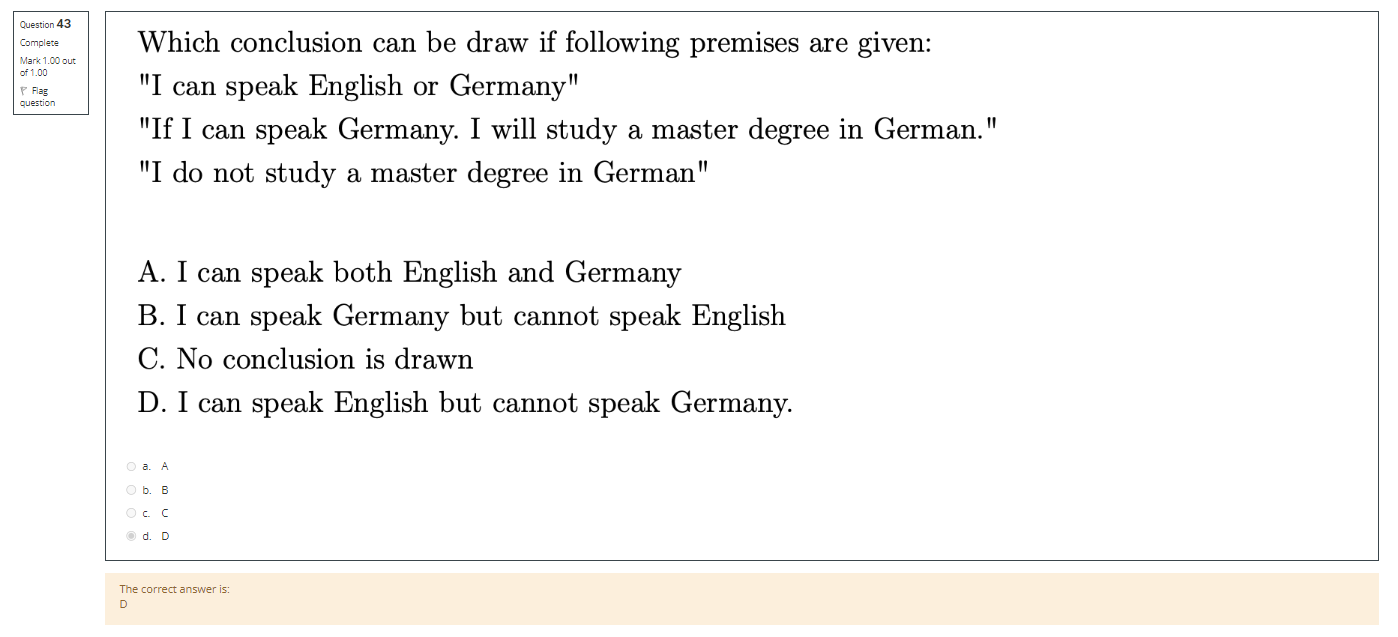 Question 43
Complete
Mark 1.00 out
of 1.00
Flag
question
Which conclusion can be draw if following premises are given:
"I can speak English or Germany"
"If I can speak Germany. I will study a master degree in German."
"I do not study a master degree in German"
A. I can speak both English and Germany
B. I can speak Germany but cannot speak English
C. No conclusion is drawn
D. I can speak English but cannot speak Germany.
a. A
b. B
c. C
d. D
The correct answer is:
D